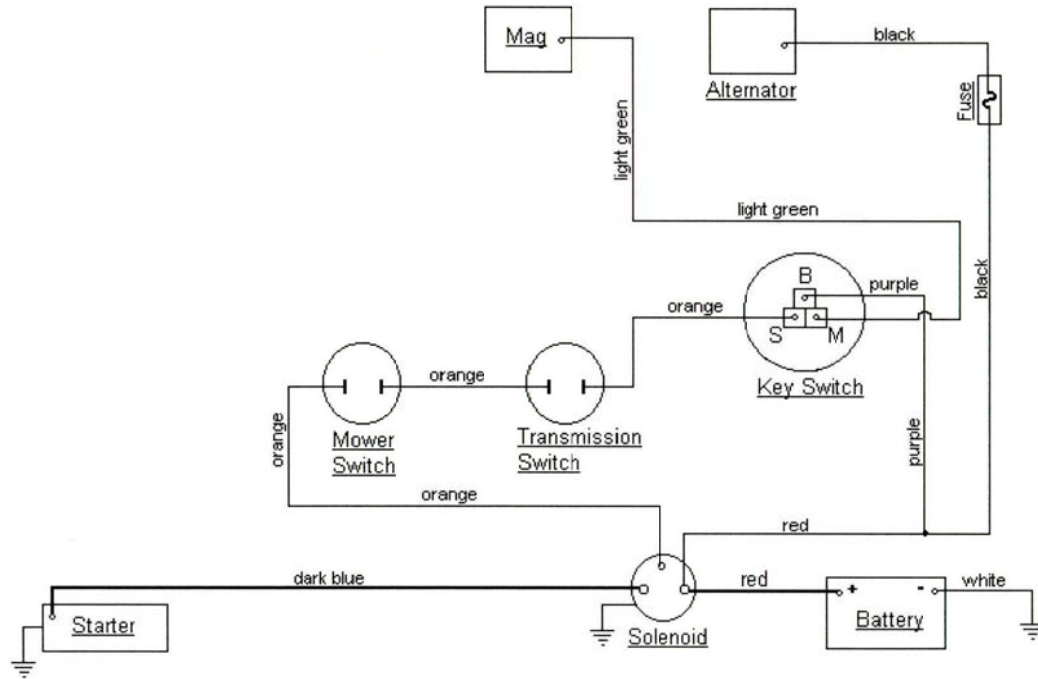 Mag
black
Alternator
Fuse
light green
light green
B
purple
black
orange
S
M
Key Switch
orange
Mower
Switch
Transmission
Switch
orange
purple
orange
red
dark blue
red
+
-
white
Starter
Solenoid
Battery